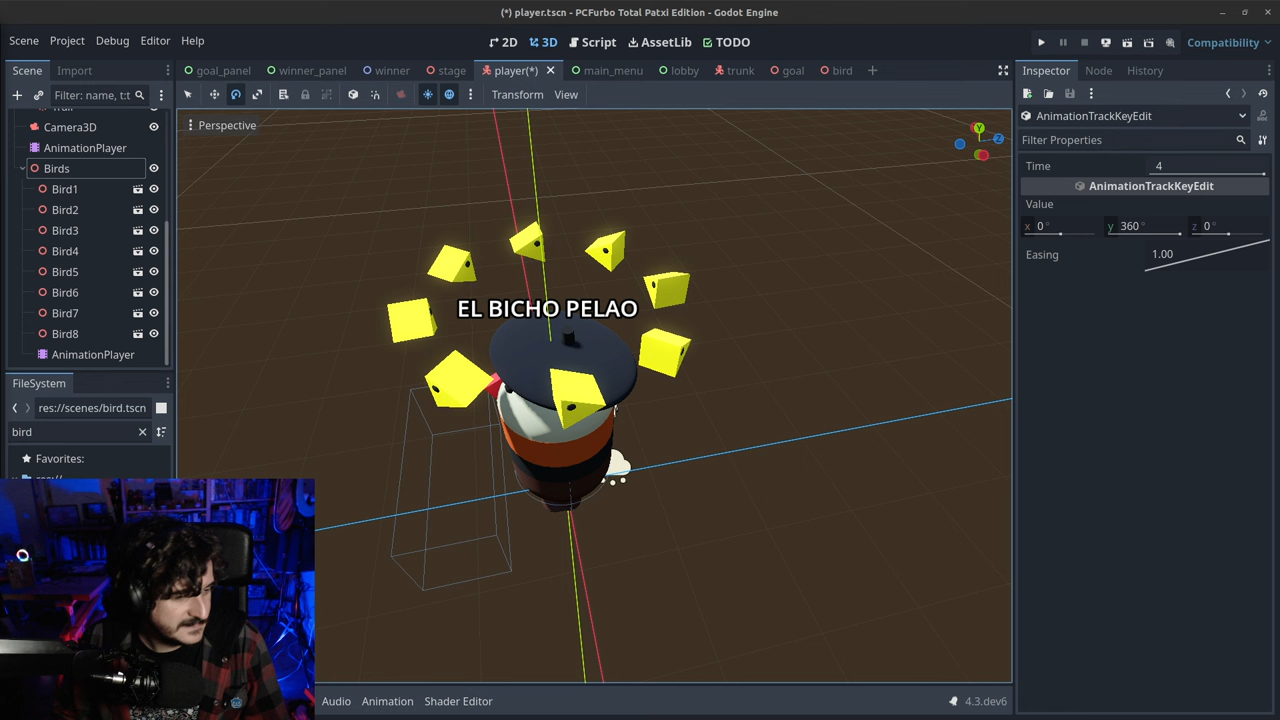 (*) player.tscn - PCFurbo Total Patxi Edition - Godot Engine
Scene Project Debug Editor Help
2D 3D Script AssetLib TODO
Compatibility
Scene Import
goal_panel winner_panel winner stage player(*) main_menu lobby trunk goal bird
Inspector Node History
Filter: name, t:t
Transform View
Perspective
Camera3D
AnimationPlayer
Birds
Bird1
Bird2
Bird3
Bird4
Bird5
Bird6
Bird7
Bird8
AnimationPlayer
FileSystem
res://scenes/bird.tscn
bird
Favorites:
EL BICHO PELAO
Y
Z
AnimationTrackKeyEdit
Filter Properties
Time 4
AnimationTrackKeyEdit
Value
x 0° y 360° z 0°
Easing 1.00
Audio Animation Shader Editor
4.3.dev6